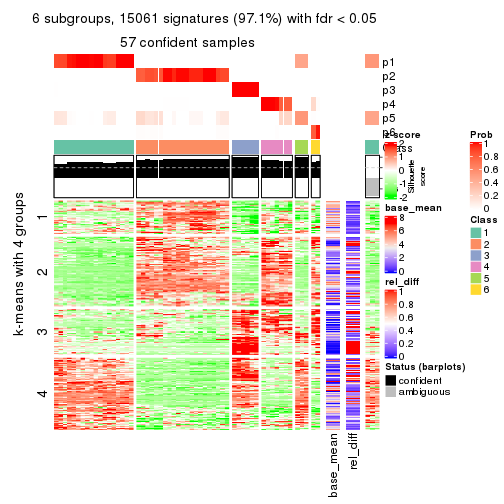 6 subgroups, 15061 signatures (97.1%) with fdr < 0.05
57 confident samples
p1
p2
p3
p4
p5
p6
Class
Silhouette
score
k-means with 4 groups
1
2
3
4
base_mean
rel_diff
z-score
2
1
0
-1
-2
base_mean
8
6
4
2
0
rel_diff
1
0.8
0.6
0.4
0.2
0
Status (barplots)
confident
ambiguous
Prob
1
0.8
0.6
0.4
0.2
0
Class
1
2
3
4
5
6